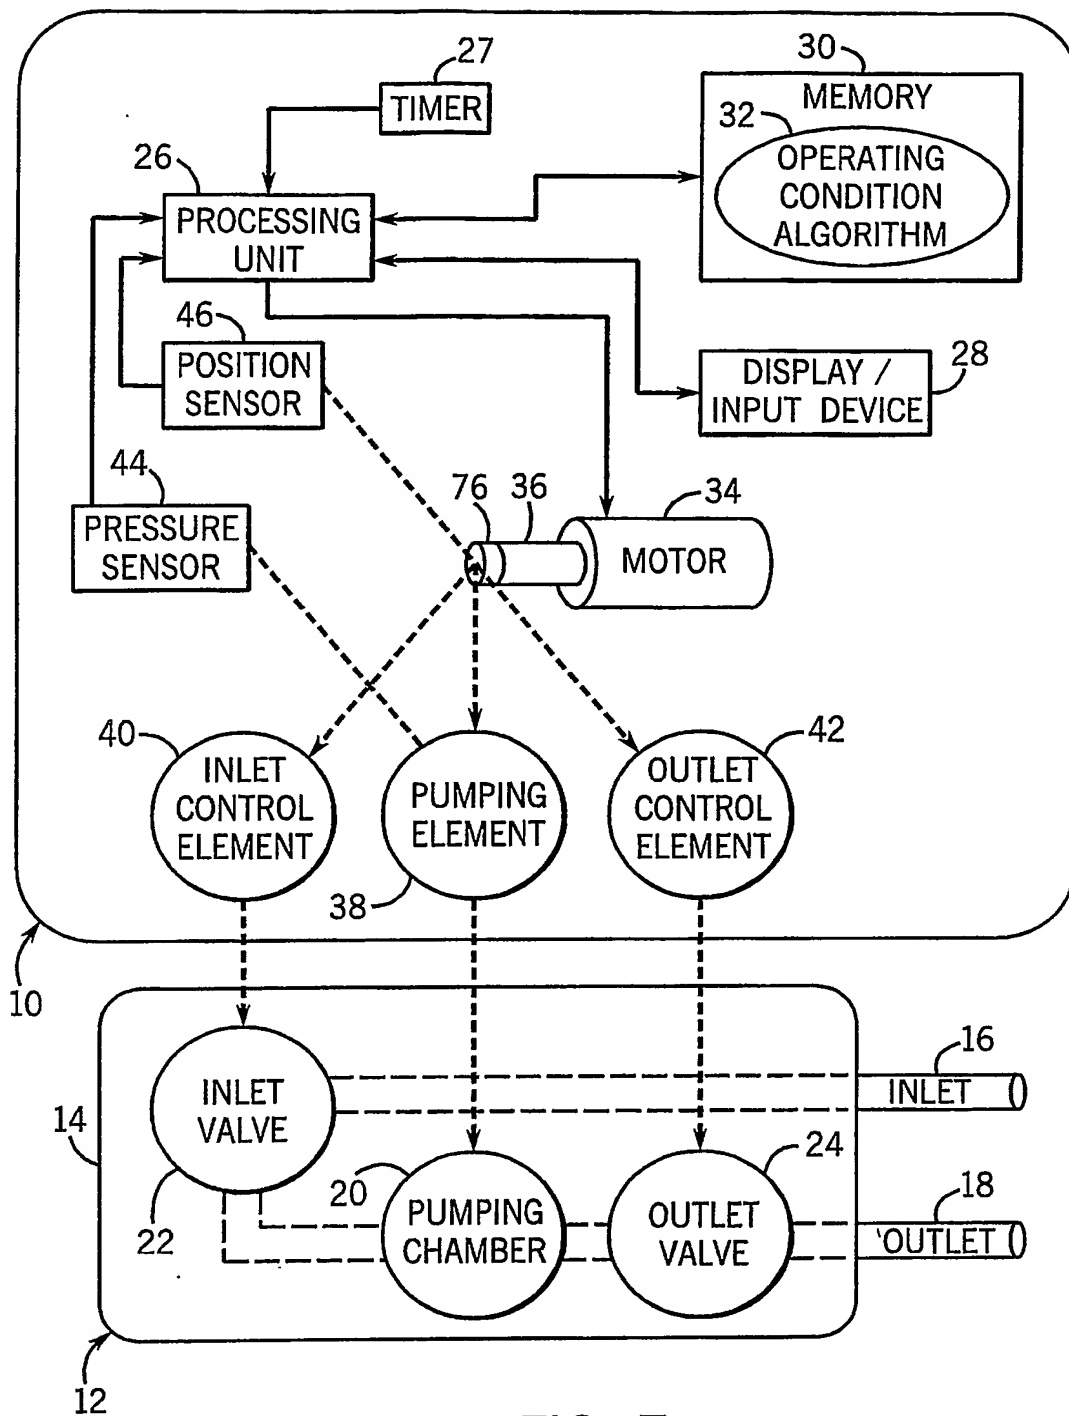 27
TIMER
30
MEMORY
32
OPERATING
CONDITION
ALGORITHM
26
PROCESSING
UNIT
46
POSITION
SENSOR
28
DISPLAY /
INPUT DEVICE
44
PRESSURE
SENSOR
76
36
34
MOTOR
40
INLET
CONTROL
ELEMENT
PUMPING
ELEMENT
38
42
OUTLET
CONTROL
ELEMENT
10
14
INLET
VALVE
22
16
INLET
20
PUMPING
CHAMBER
24
OUTLET
VALVE
18
OUTLET
12